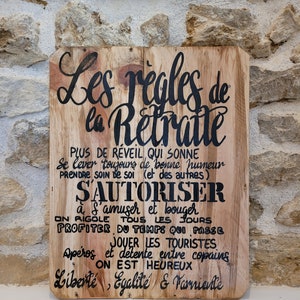 Les règles de
la Retraite
PLUS DE RÉVEIL QUI SONNE
Se lever toujours de bonne humeur
PRENDRE SOIN DE SOI (et des autres)
S'AUTORISER
à s'amuser et bouger
ON RIGOLE TOUS LES JOURS
PROFITER DU TEMPS QUI PASSE
JOUER LES TOURISTES
Apéros et détente entre copains
ON EST HEUREUX
Liberté, Égalité & Farniente